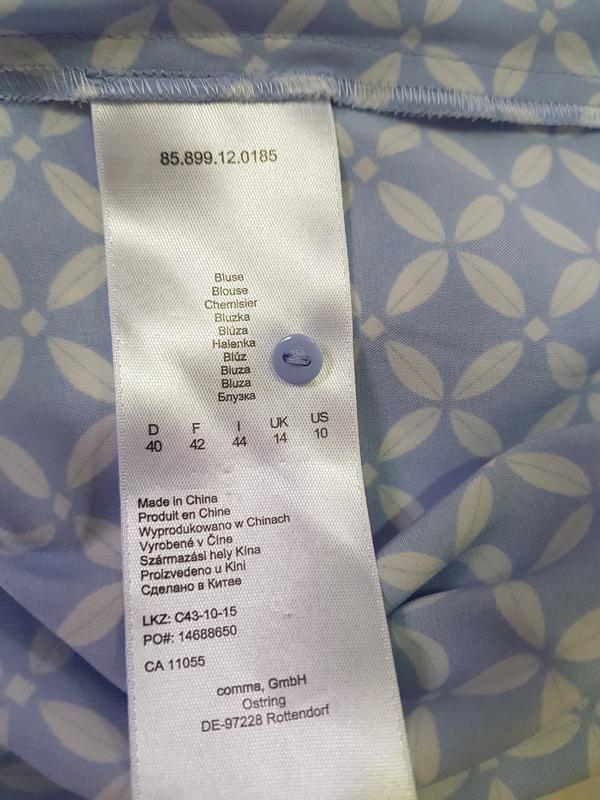 85.899.12.0185
Bluse
Blouse
Chemisier
Bluzka
Blúza
Halenka
Blúz
Bluza
Bluza
Блузка
D F I UK US
40 42 44 14 10
Made in China
Produit en Chine
Wyprodukowano w Chinach
Vyrobené v Číne
Származási hely Kína
Proizvedeno u Kini
Сделано в Китае
LKZ: C43-10-15
PO#: 14688650
CA 11055
comma, GmbH
Ostring
DE-97228 Rottendorf